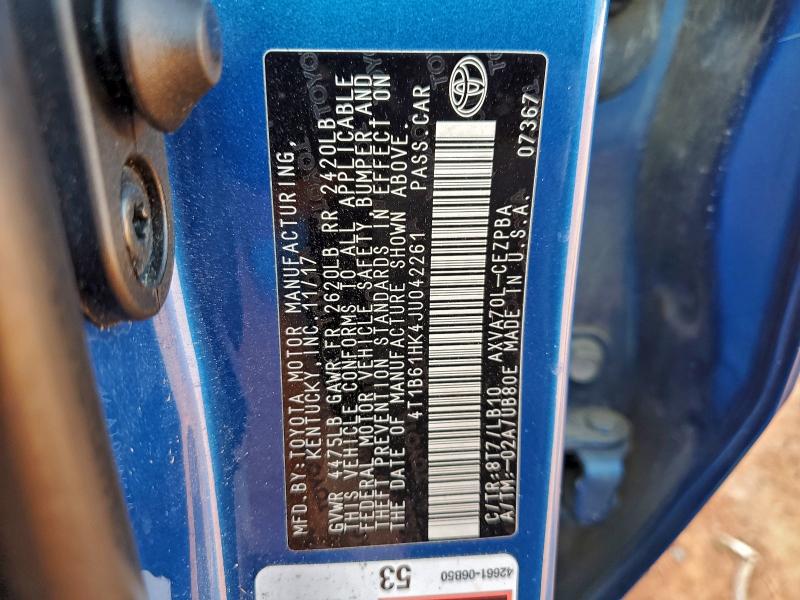 MFD. BY: TOYOTA MOTOR MANUFACTURING,
KENTUCKY, INC. 11/17
GVWR 4475LB GAWR FR 2620LB RR 2420LB
THIS VEHICLE CONFORMS TO ALL APPLICABLE
FEDERAL MOTOR VEHICLE SAFETY, BUMPER AND
THEFT PREVENTION STANDARDS IN EFFECT ON
THE DATE OF MANUFACTURE SHOWN ABOVE.
4T1B61HK4JU042261 PASS. CAR
C/TR:8T7/LB10 AXVA70L-CEZPBA 07367
A/TM:-02A/UB80E MADE IN U.S.A.
42661-06B50
53